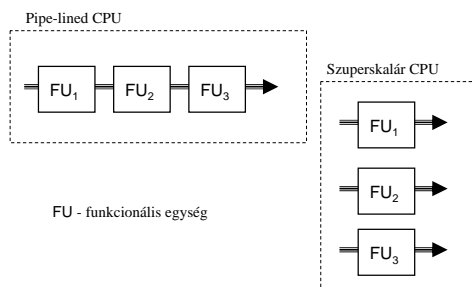 Pipe-lined CPU
FU1 FU2 FU3
Szuperskalár CPU
FU1
FU2
FU3
FU - funkcionális egység